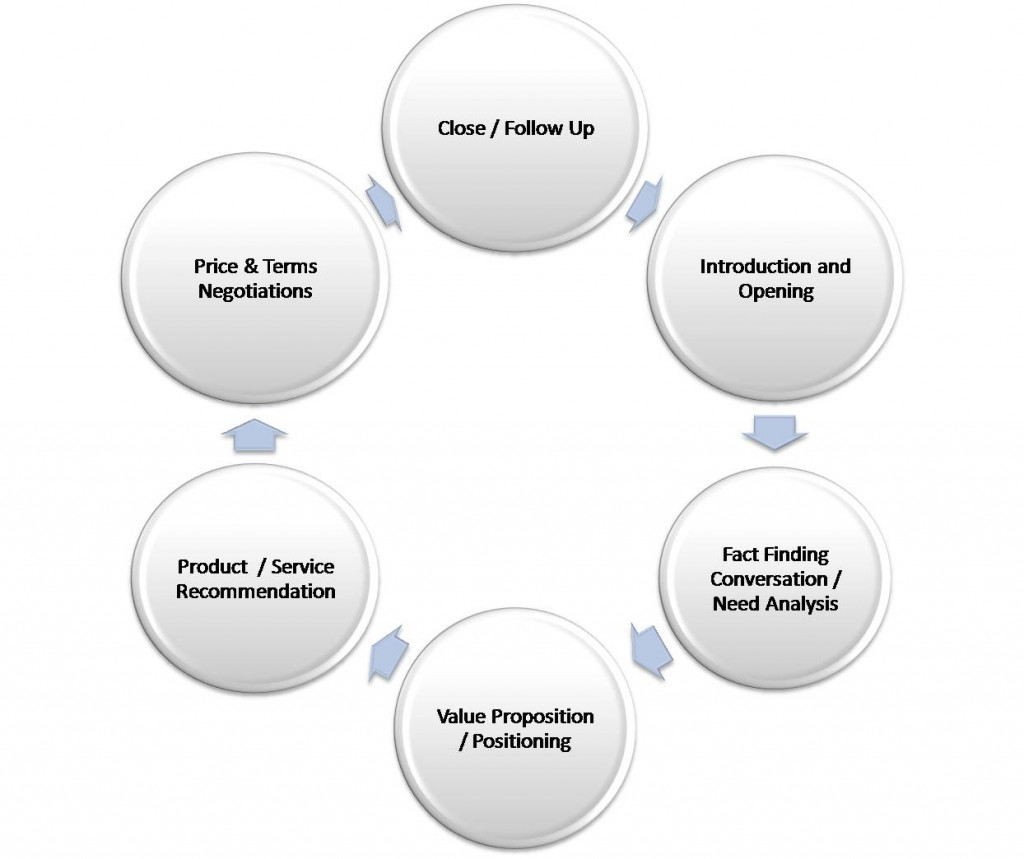 Close / Follow Up
Introduction and
Opening
Fact Finding
Conversation /
Need Analysis
Value Proposition
/ Positioning
Product  / Service
Recommendation
Price & Terms
Negotiations